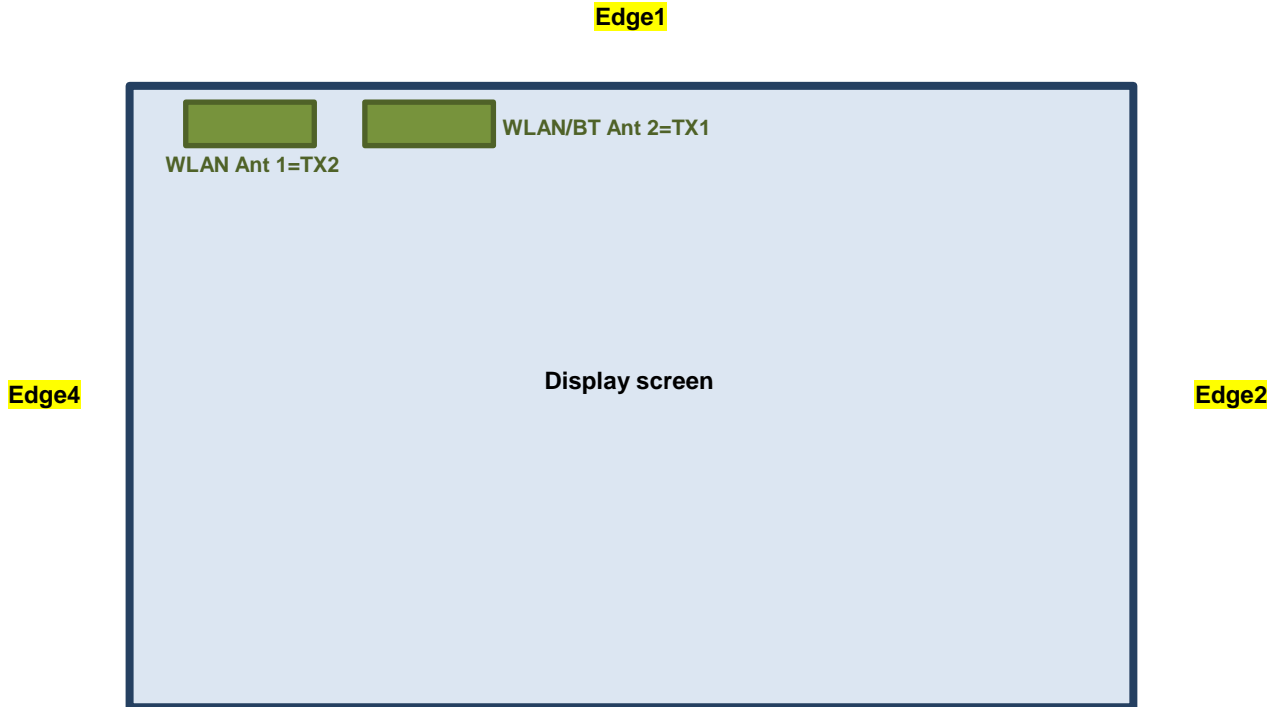 Edge1
WLAN/BT Ant 2=TX1
WLAN Ant 1=TX2
Display screen
Edge4
Edge2